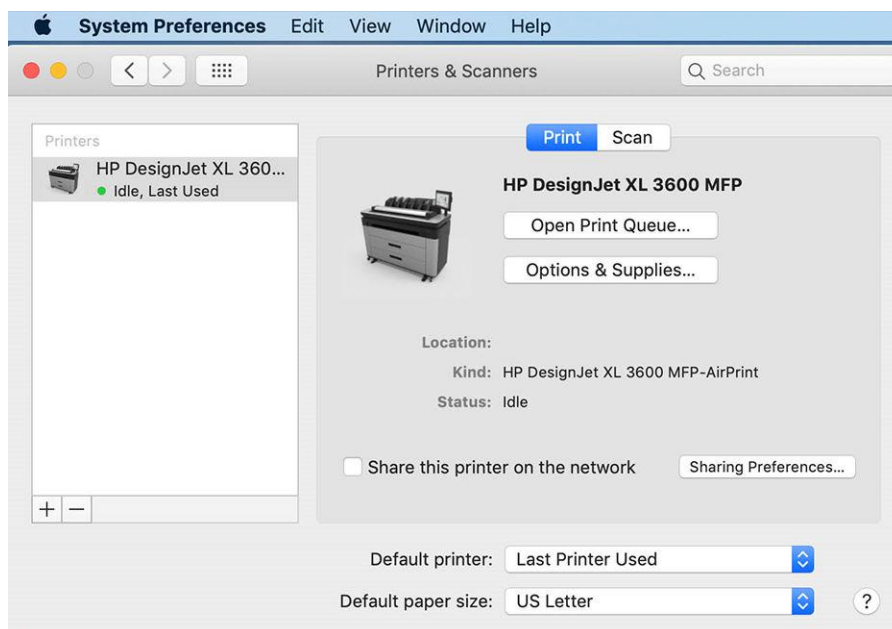 System Preferences Edit View Window Help
Printers & Scanners
Search
Printers
HP DesignJet XL 360...
Idle, Last Used
Print Scan
HP DesignJet XL 3600 MFP
Open Print Queue...
Options & Supplies...
Location:
Kind: HP DesignJet XL 3600 MFP-AirPrint
Status: Idle
Share this printer on the network Sharing Preferences...
+ −
Default printer: Last Printer Used
Default paper size: US Letter
?